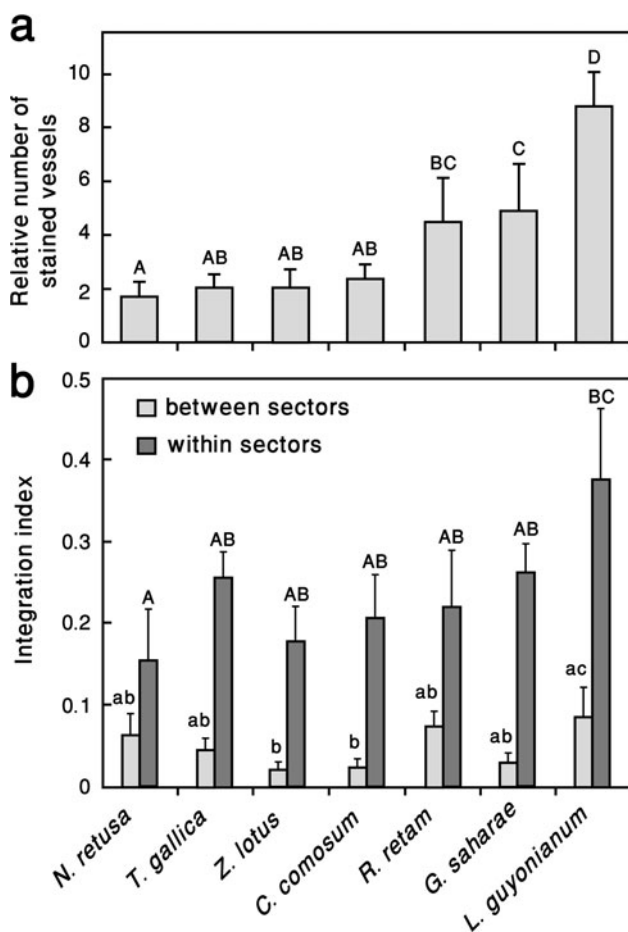 a
Relative number of
stained vessels
10
8
6
4
2
0
A
AB
AB
AB
BC
C
D
b
Integration index
0.5
0.4
0.3
0.2
0.1
0
between sectors
within sectors
ab
A
ab
AB
b
AB
b
AB
ab
AB
ab
AB
ac
BC
N. retusa
T. gallica
Z. lotus
C. comosum
R. retam
G. saharae
L. guyonianum